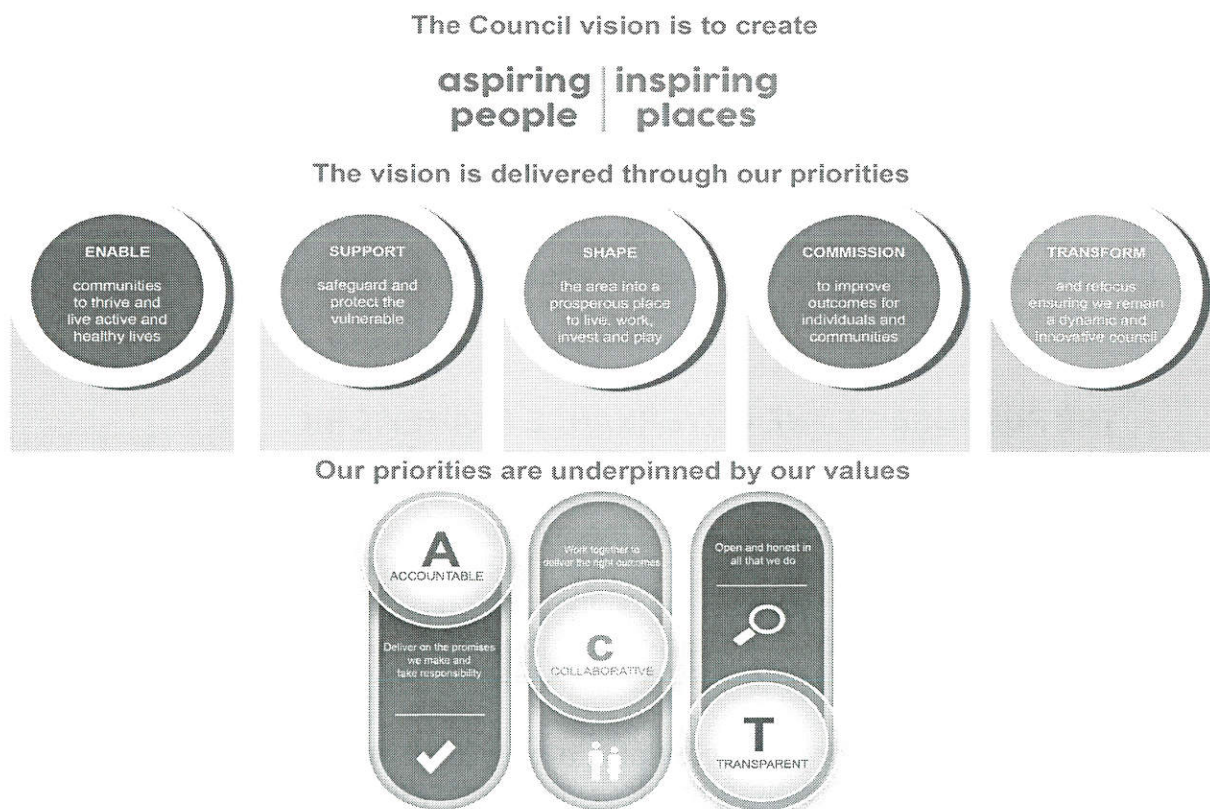 The Council vision is to create
aspiring people | inspiring places
The vision is delivered through our priorities
ENABLE
communities
to thrive and
live active and
healthy lives
SUPPORT
safeguard and
protect the
vulnerable
SHAPE
the area into a
prosperous place
to live, work,
invest and play
COMMISSION
to improve
outcomes for
individuals and
communities
TRANSFORM
and refocus
ensuring we remain
a dynamic and
innovative council
Our priorities are underpinned by our values
A
ACCOUNTABLE
Deliver on the promises
we make and
take responsibility
Work together to
deliver the right outcomes
C
COLLABORATIVE
Open and honest in
all that we do
T
TRANSPARENT